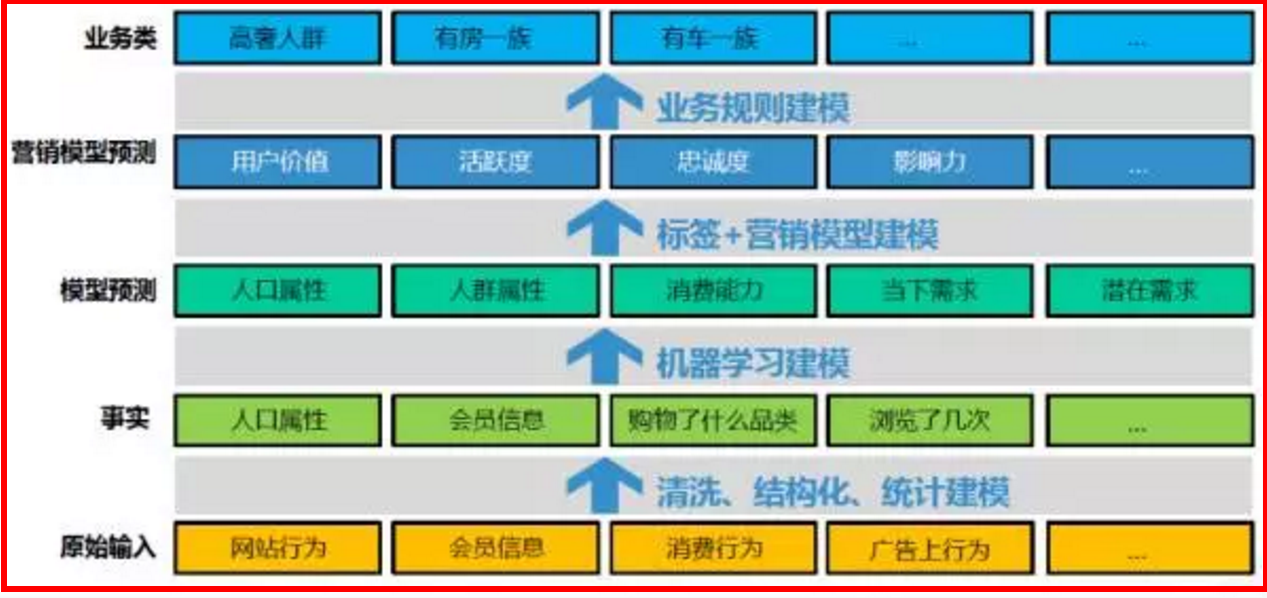 业务类 高奢人群 有房一族 有车一族 ... ...
业务规则建模
营销模型预测 用户价值 活跃度 忠诚度 影响力 ...
标签+营销模型建模
模型预测 人口属性 人群属性 消费能力 当下需求 潜在需求
机器学习建模
事实 人口属性 会员信息 购物了什么品类 浏览了几次 ...
清洗、结构化、统计建模
原始输入 网站行为 会员信息 消费行为 广告上行为 ...